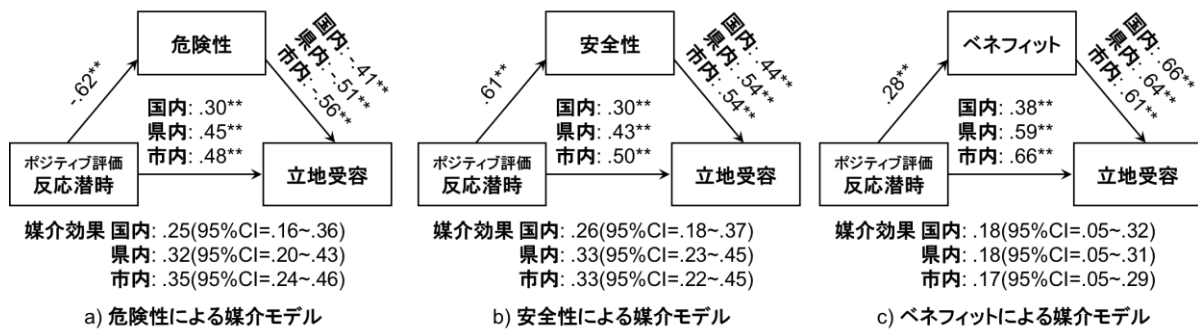 危険性
-.62**
国内: -.41**
県内: -.51**
市内: -.56**
国内: .30**
県内: .45**
市内: .48**
ポジティブ評価
反応潜時
立地受容
媒介効果 国内: .25(95%CI=.16~.36)
県内: .32(95%CI=.20~.43)
市内: .35(95%CI=.24~.46)
a) 危険性による媒介モデル
安全性
.61**
国内: .44**
県内: .54**
市内: .54**
国内: .30**
県内: .43**
市内: .50**
ポジティブ評価
反応潜時
立地受容
媒介効果 国内: .26(95%CI=.18~.37)
県内: .33(95%CI=.23~.45)
市内: .33(95%CI=.22~.45)
b) 安全性による媒介モデル
ベネフィット
.28**
国内: .66**
県内: .64**
市内: .61**
国内: .38**
県内: .59**
市内: .66**
ポジティブ評価
反応潜時
立地受容
媒介効果 国内: .18(95%CI=.05~.32)
県内: .18(95%CI=.05~.31)
市内: .17(95%CI=.05~.29)
c) ベネフィットによる媒介モデル